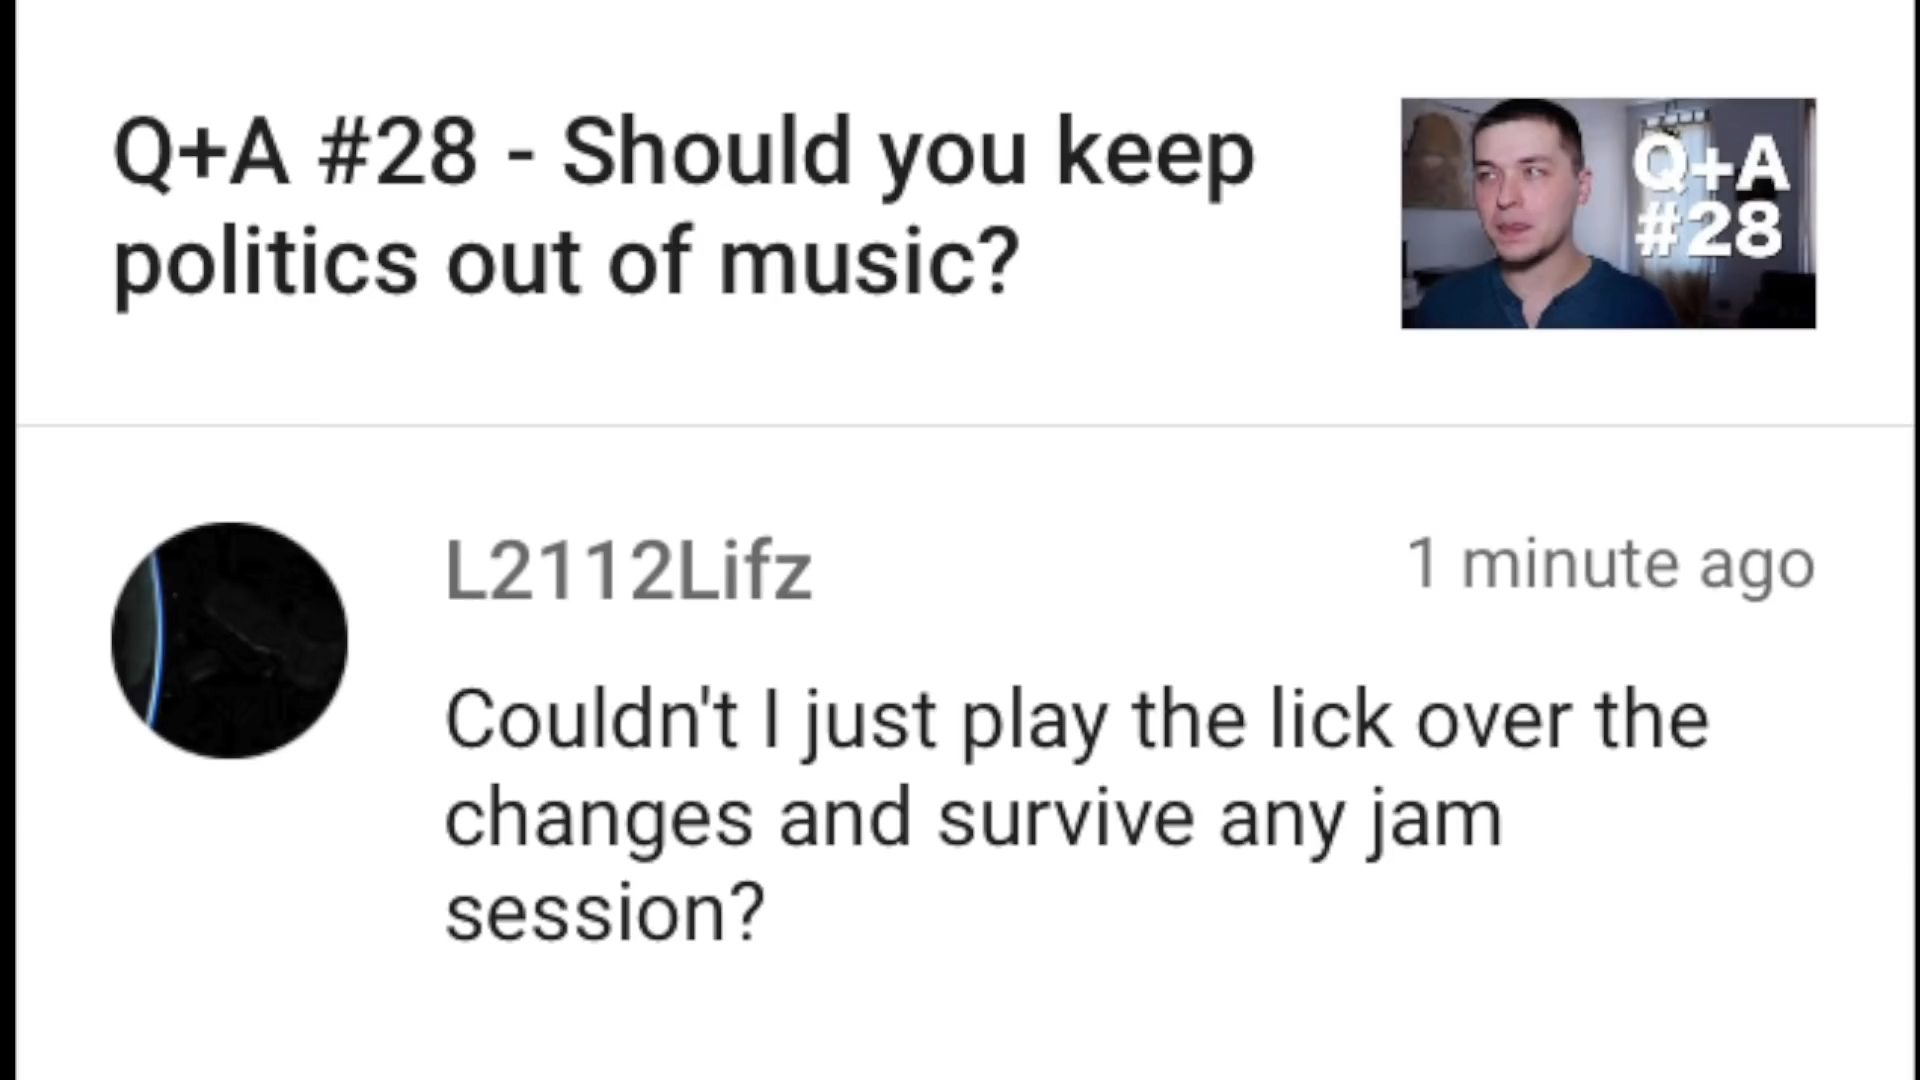 Q+A #28 - Should you keep
politics out of music?
Q+A
#28
L2112Lifz
1 minute ago
Couldn't I just play the lick over the
changes and survive any jam
session?